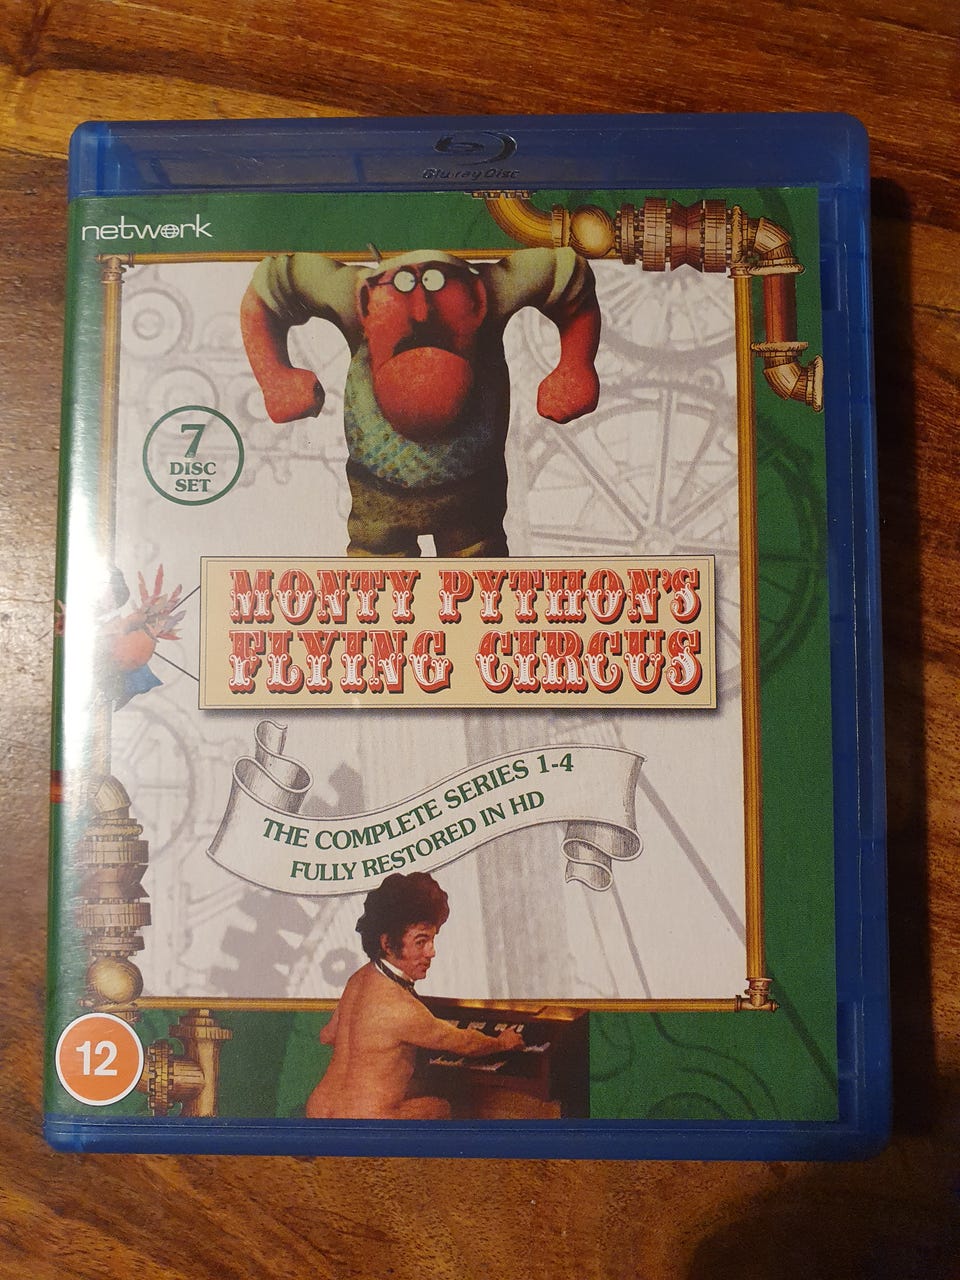 Blu-ray Disc
network
7
DISC
SET
MONTY PYTHON'S
FLYING CIRCUS
THE COMPLETE SERIES 1-4
FULLY RESTORED IN HD
12